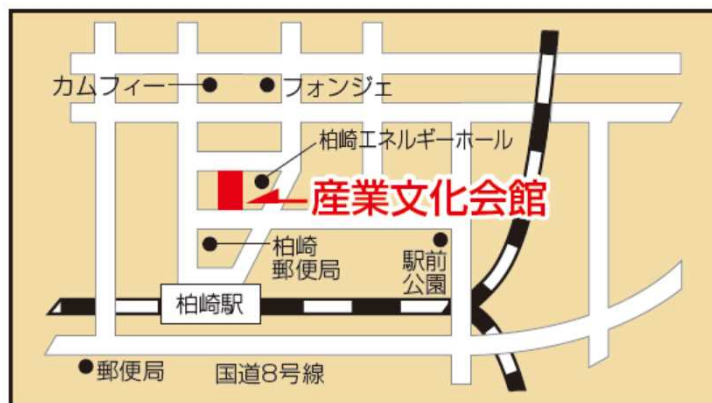 カムフィー
フォンジェ
柏崎エネルギーホール
産業文化会館
柏崎
郵便局
駅前
公園
柏崎駅
郵便局
国道8号線